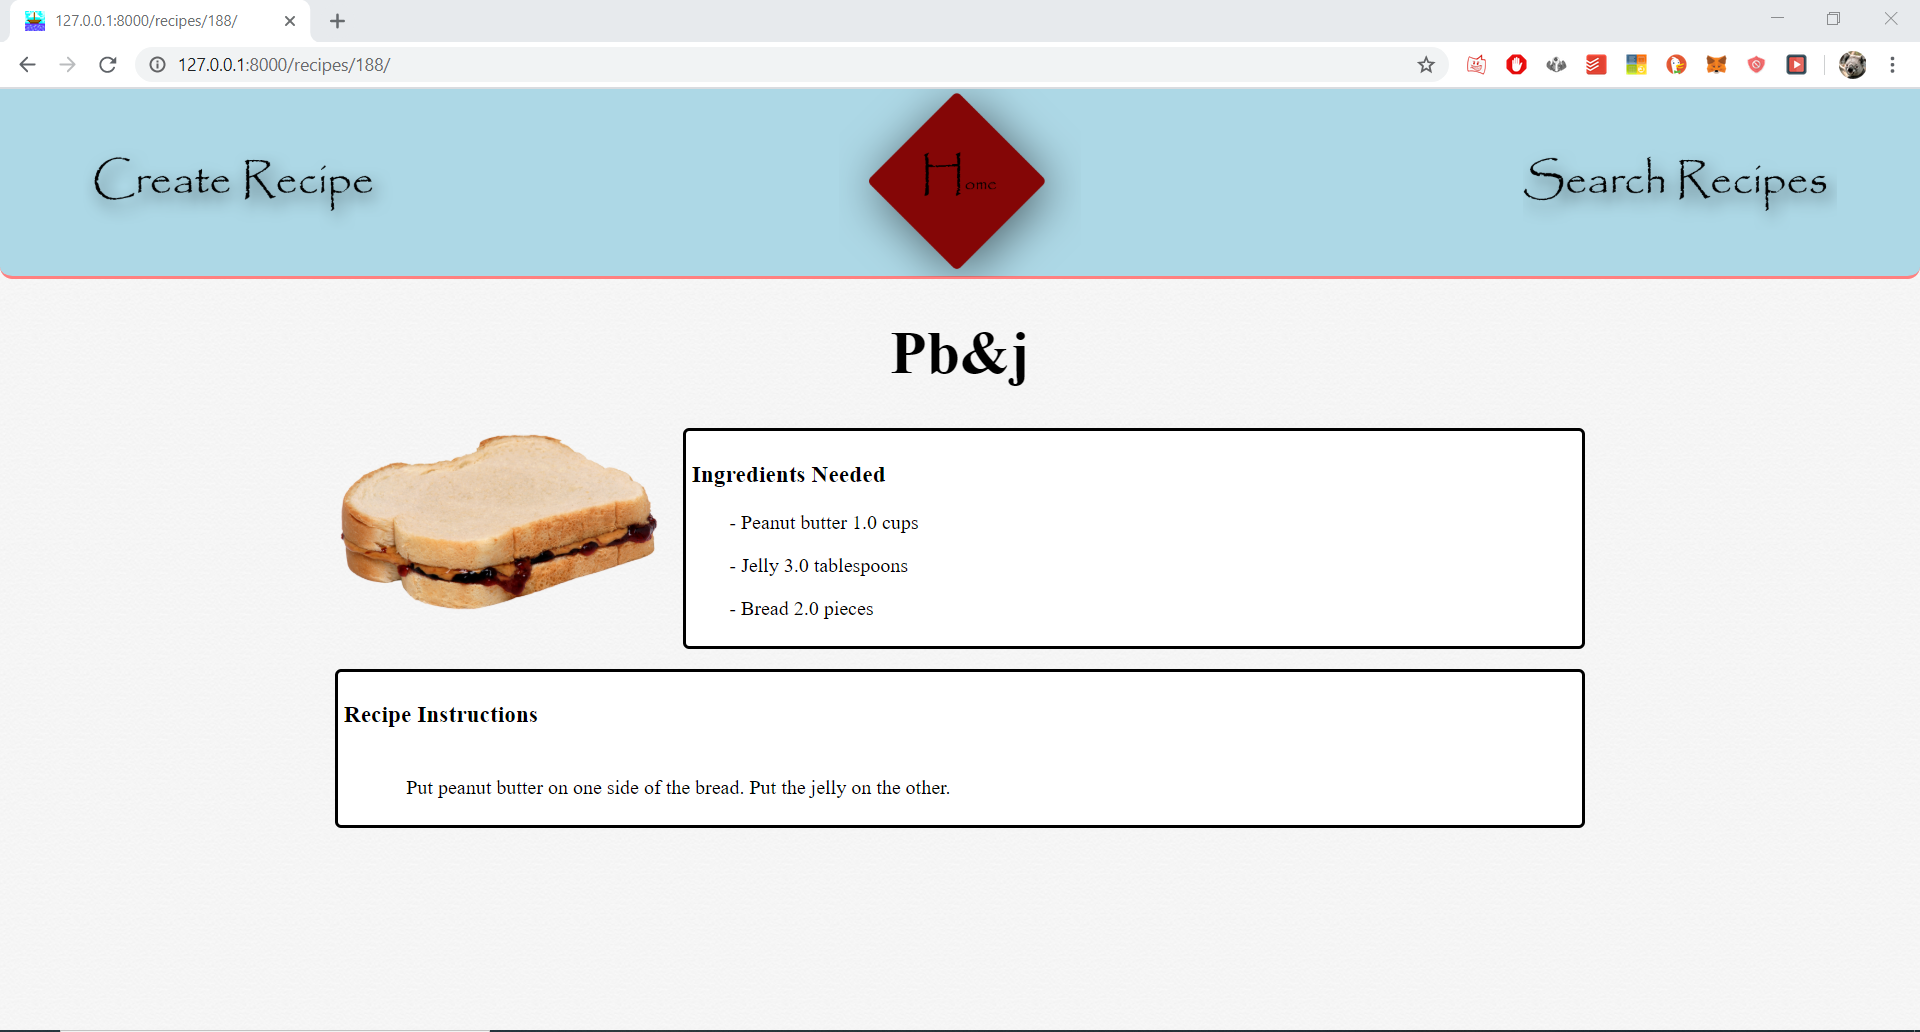 127.0.0.1:8000/recipes/188/
127.0.0.1:8000/recipes/188/
Create Recipe
Home
Search Recipes
Pb&j
Ingredients Needed
- Peanut butter 1.0 cups
- Jelly 3.0 tablespoons
- Bread 2.0 pieces
Recipe Instructions
Put peanut butter on one side of the bread. Put the jelly on the other.